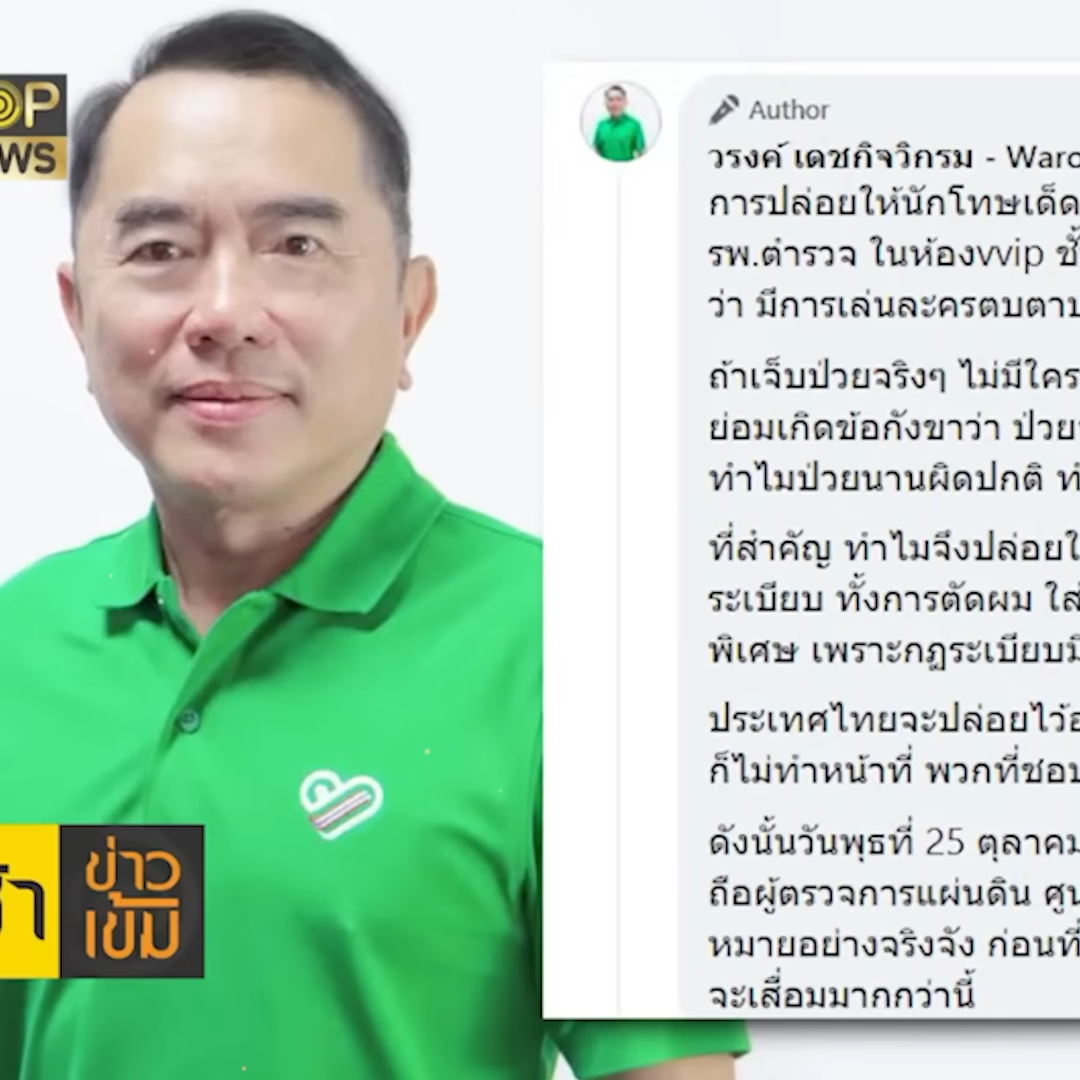 OP
WS
Author
วรงค์ เดชกิจวิกรม - Waro
การปล่อยให้นักโทษเด็ด
รพ.ตำรวจ ในห้องvvip ชั้
ว่า มีการเล่นละครตบตาป
ถ้าเจ็บป่วยจริงๆ ไม่มีใคร
ย่อมเกิดข้อกังขาว่า ป่วย
ทำไมป่วยนานผิดปกติ ท
ที่สำคัญ ทำไมจึงปล่อยใ
ระเบียบ ทั้งการตัดผม ใส่
พิเศษ เพราะกฎระเบียบมี
ประเทศไทยจะปล่อยไว้อ
ก็ไม่ทำหน้าที่ พวกที่ชอบ
ดังนั้นวันพุธที่ 25 ตุลาคม
ถือผู้ตรวจการแผ่นดิน ศูน
หมายอย่างจริงจัง ก่อนที่
จะเสื่อมมากกว่านี้
ข่าว
เข้ม